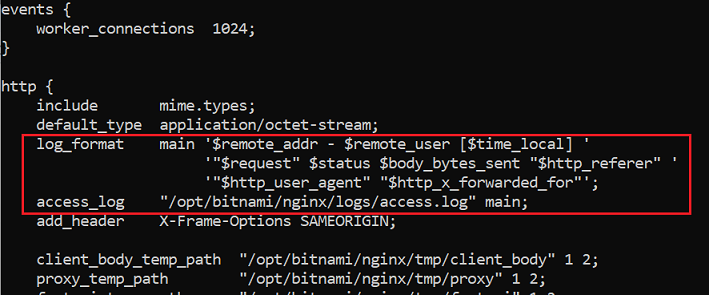 events {
    worker_connections  1024;
}
http {
    include       mime.types;
    default_type  application/octet-stream;
    log_format    main '$remote_addr - $remote_user [$time_local] '
                       '"$request" $status $body_bytes_sent "$http_referer" '
                       '"$http_user_agent" "$http_x_forwarded_for"';
    access_log    "/opt/bitnami/nginx/logs/access.log" main;
    add_header    X-Frame-Options SAMEORIGIN;
    client_body_temp_path  "/opt/bitnami/nginx/tmp/client_body" 1 2;
    proxy_temp_path        "/opt/bitnami/nginx/tmp/proxy" 1 2;